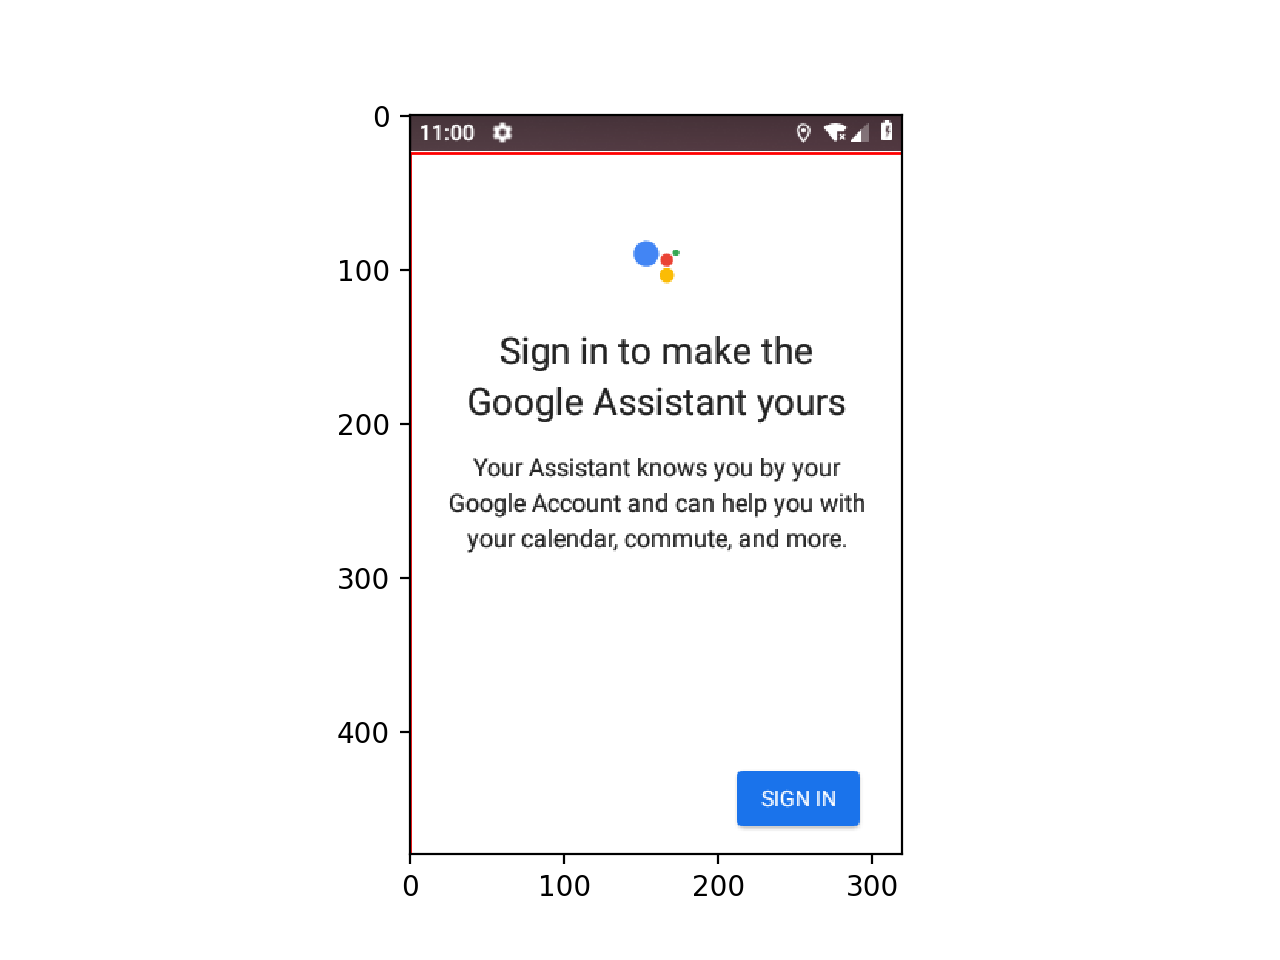 0
11:00
100
Sign in to make the
Google Assistant yours
200
Your Assistant knows you by your
Google Account and can help you with
your calendar, commute, and more.
300
400
SIGN IN
0 100 200 300